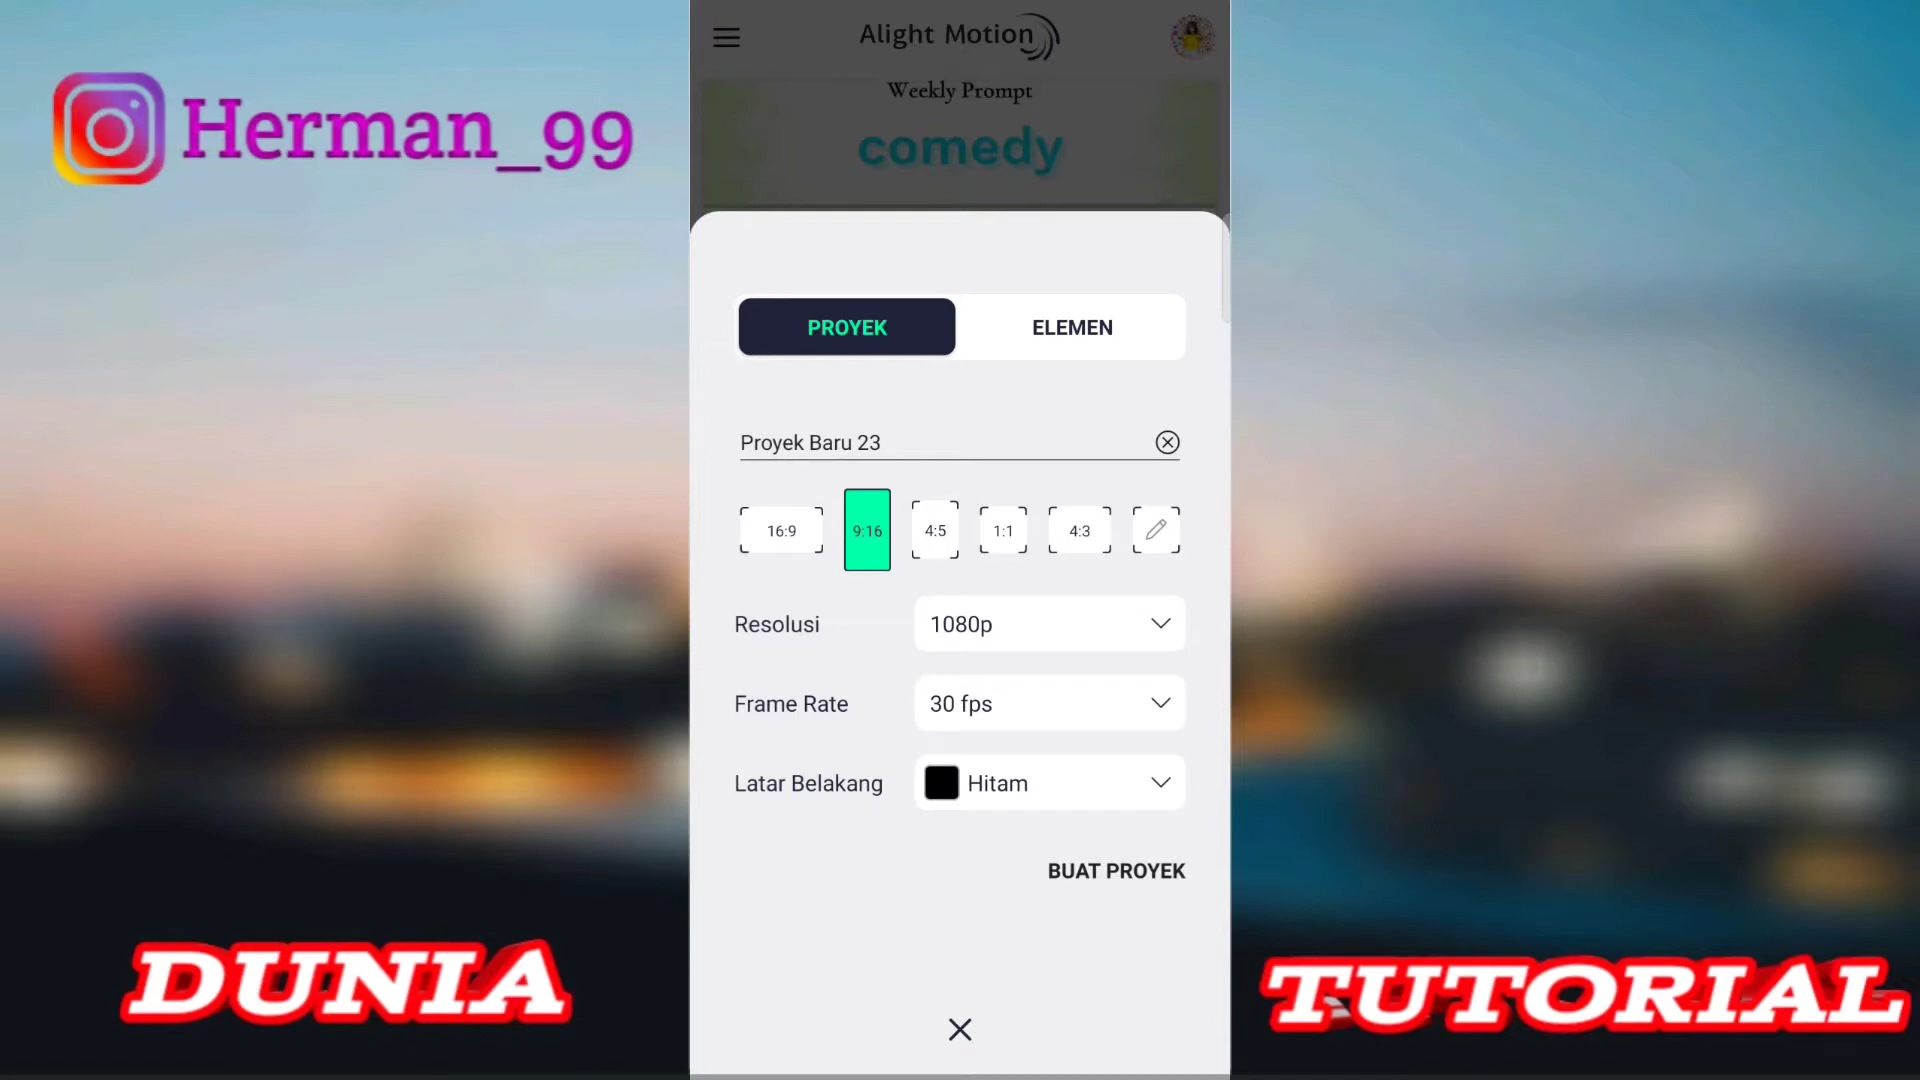 Herman_99
Alight Motion
Weekly Prompt
comedy
PROYEK
ELEMEN
Proyek Baru 23
16:9
9:16
4:5
1:1
4:3
Resolusi
1080p
Frame Rate
30 fps
Latar Belakang
Hitam
BUAT PROYEK
DUNIA
TUTORIAL